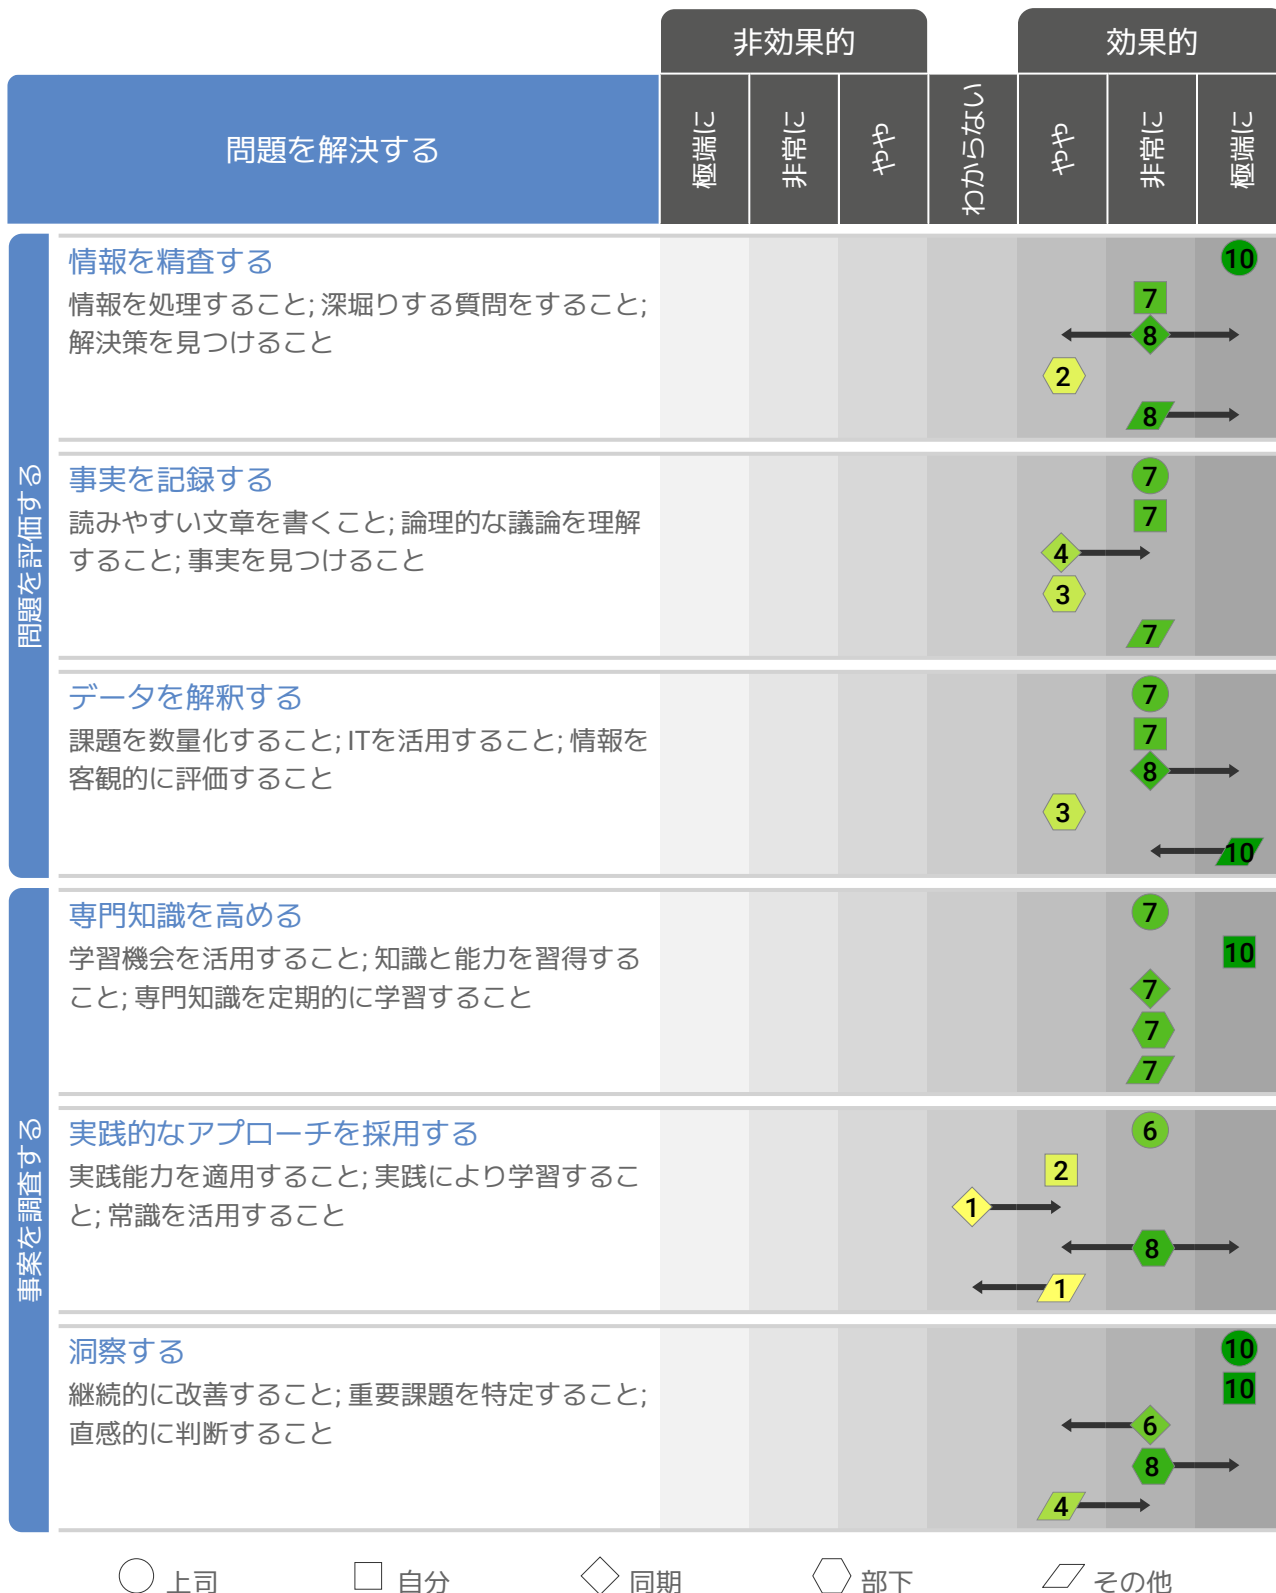 非効果的
効果的
問題を解決する
極端に
非常に
やや
わからない
やや
非常に
極端に
問題を評価する
情報を精査する
情報を処理すること; 深堀りする質問をすること;
解決策を見つけること
10
7
8
2
8
事実を記録する
読みやすい文章を書くこと; 論理的な議論を理解
すること; 事実を見つけること
7
7
4
3
7
データを解釈する
課題を数量化すること; ITを活用すること; 情報を
客観的に評価すること
7
7
8
3
10
事案を調査する
専門知識を高める
学習機会を活用すること; 知識と能力を習得する
こと; 専門知識を定期的に学習すること
7
10
7
7
7
実践的なアプローチを採用する
実践能力を適用すること; 実践により学習するこ
と; 常識を活用すること
6
2
1
8
1
洞察する
継続的に改善すること; 重要課題を特定すること;
直感的に判断すること
10
10
6
8
4
上司
自分
同期
部下
その他